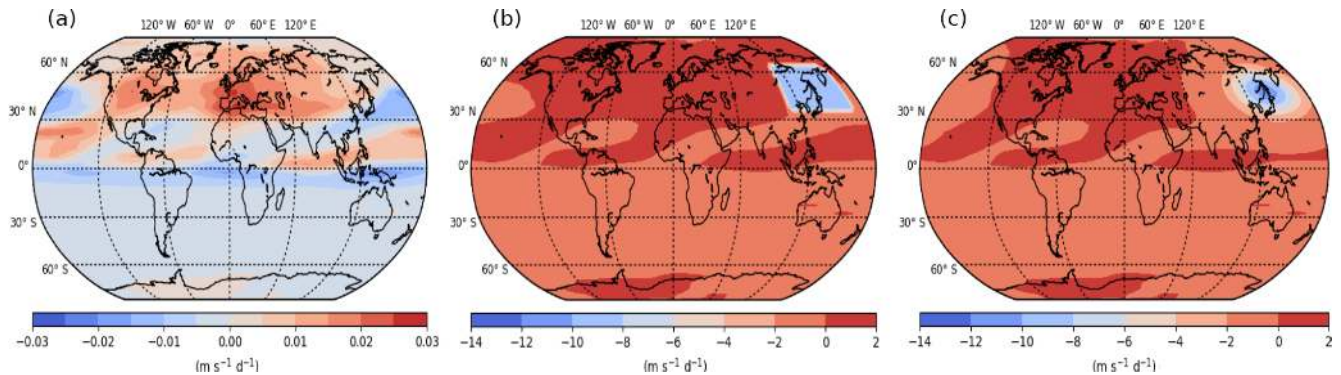 (a)
120° W 60° W 0° 60° E 120° E
60° N
30° N
0°
30° S
60° S
−0.03 −0.02 −0.01 0.00 0.01 0.02 0.03
(m s⁻¹ d⁻¹)
(b)
120° W 60° W 0° 60° E 120° E
60° N
30° N
0°
30° S
60° S
−14 −12 −10 −8 −6 −4 −2 0 2
(m s⁻¹ d⁻¹)
(c)
120° W 60° W 0° 60° E 120° E
60° N
30° N
0°
30° S
60° S
−14 −12 −10 −8 −6 −4 −2 0 2
(m s⁻¹ d⁻¹)